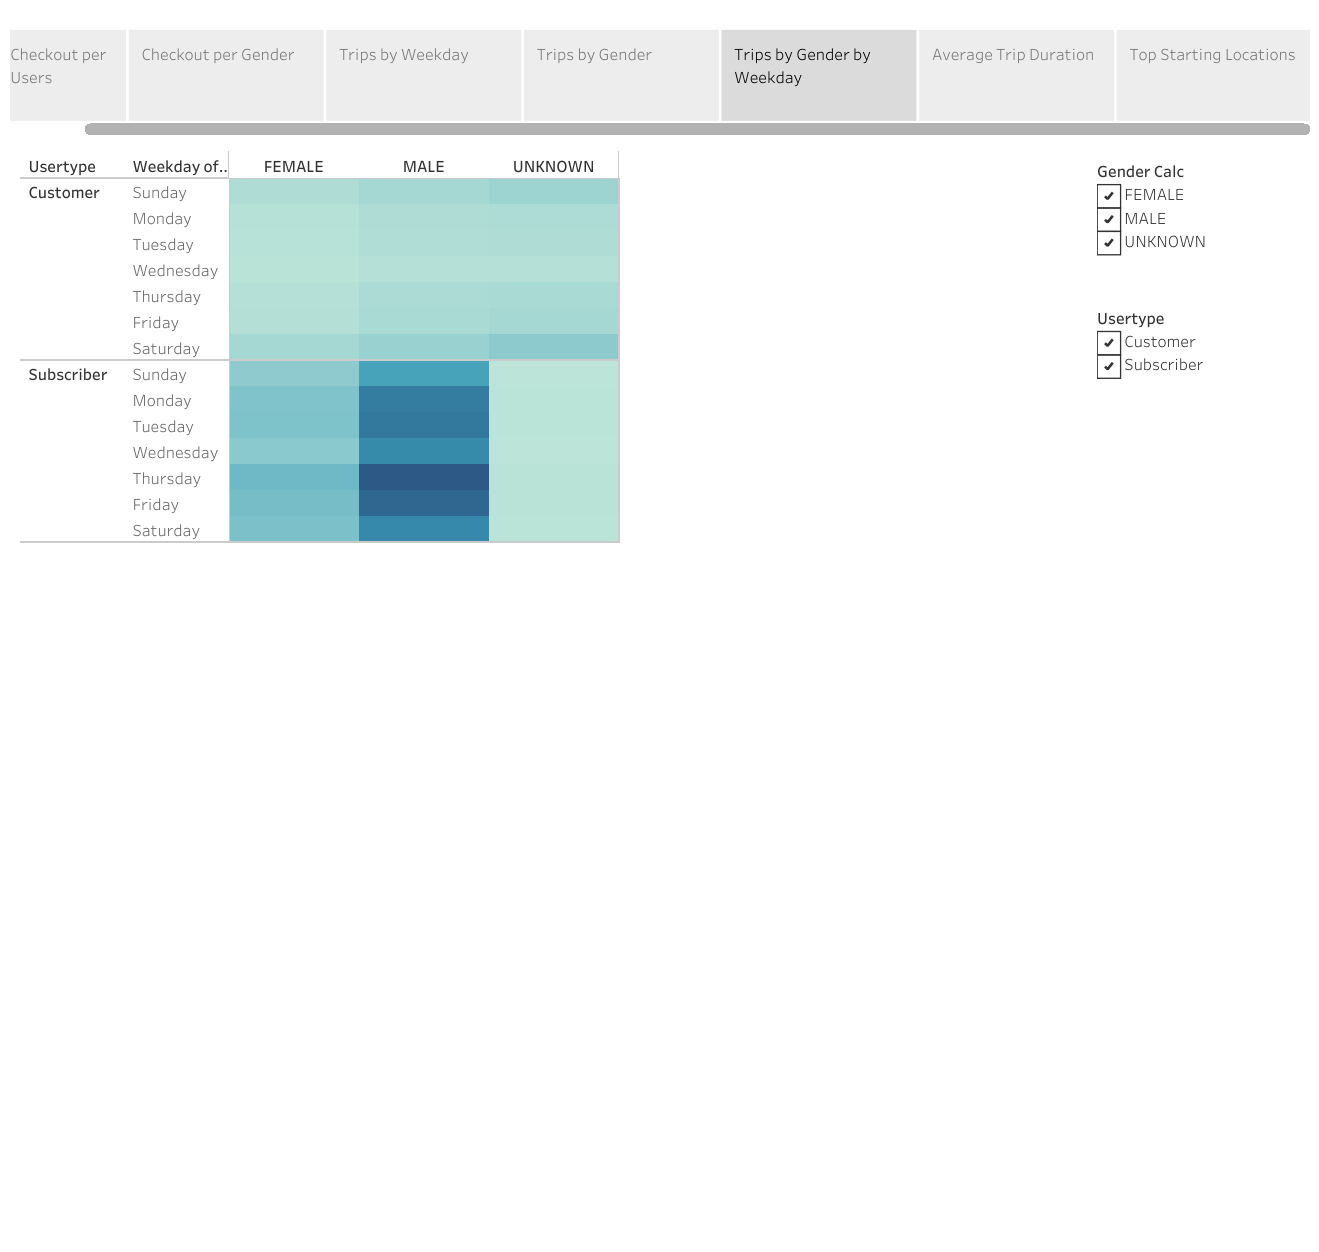 Checkout per
Users
Checkout per Gender
Trips by Weekday
Trips by Gender
Trips by Gender by
Weekday
Average Trip Duration
Top Starting Locations
Usertype Weekday of.. FEMALE MALE UNKNOWN
Customer Sunday
Monday
Tuesday
Wednesday
Thursday
Friday
Saturday
Subscriber Sunday
Monday
Tuesday
Wednesday
Thursday
Friday
Saturday
Gender Calc
FEMALE
MALE
UNKNOWN
Usertype
Customer
Subscriber